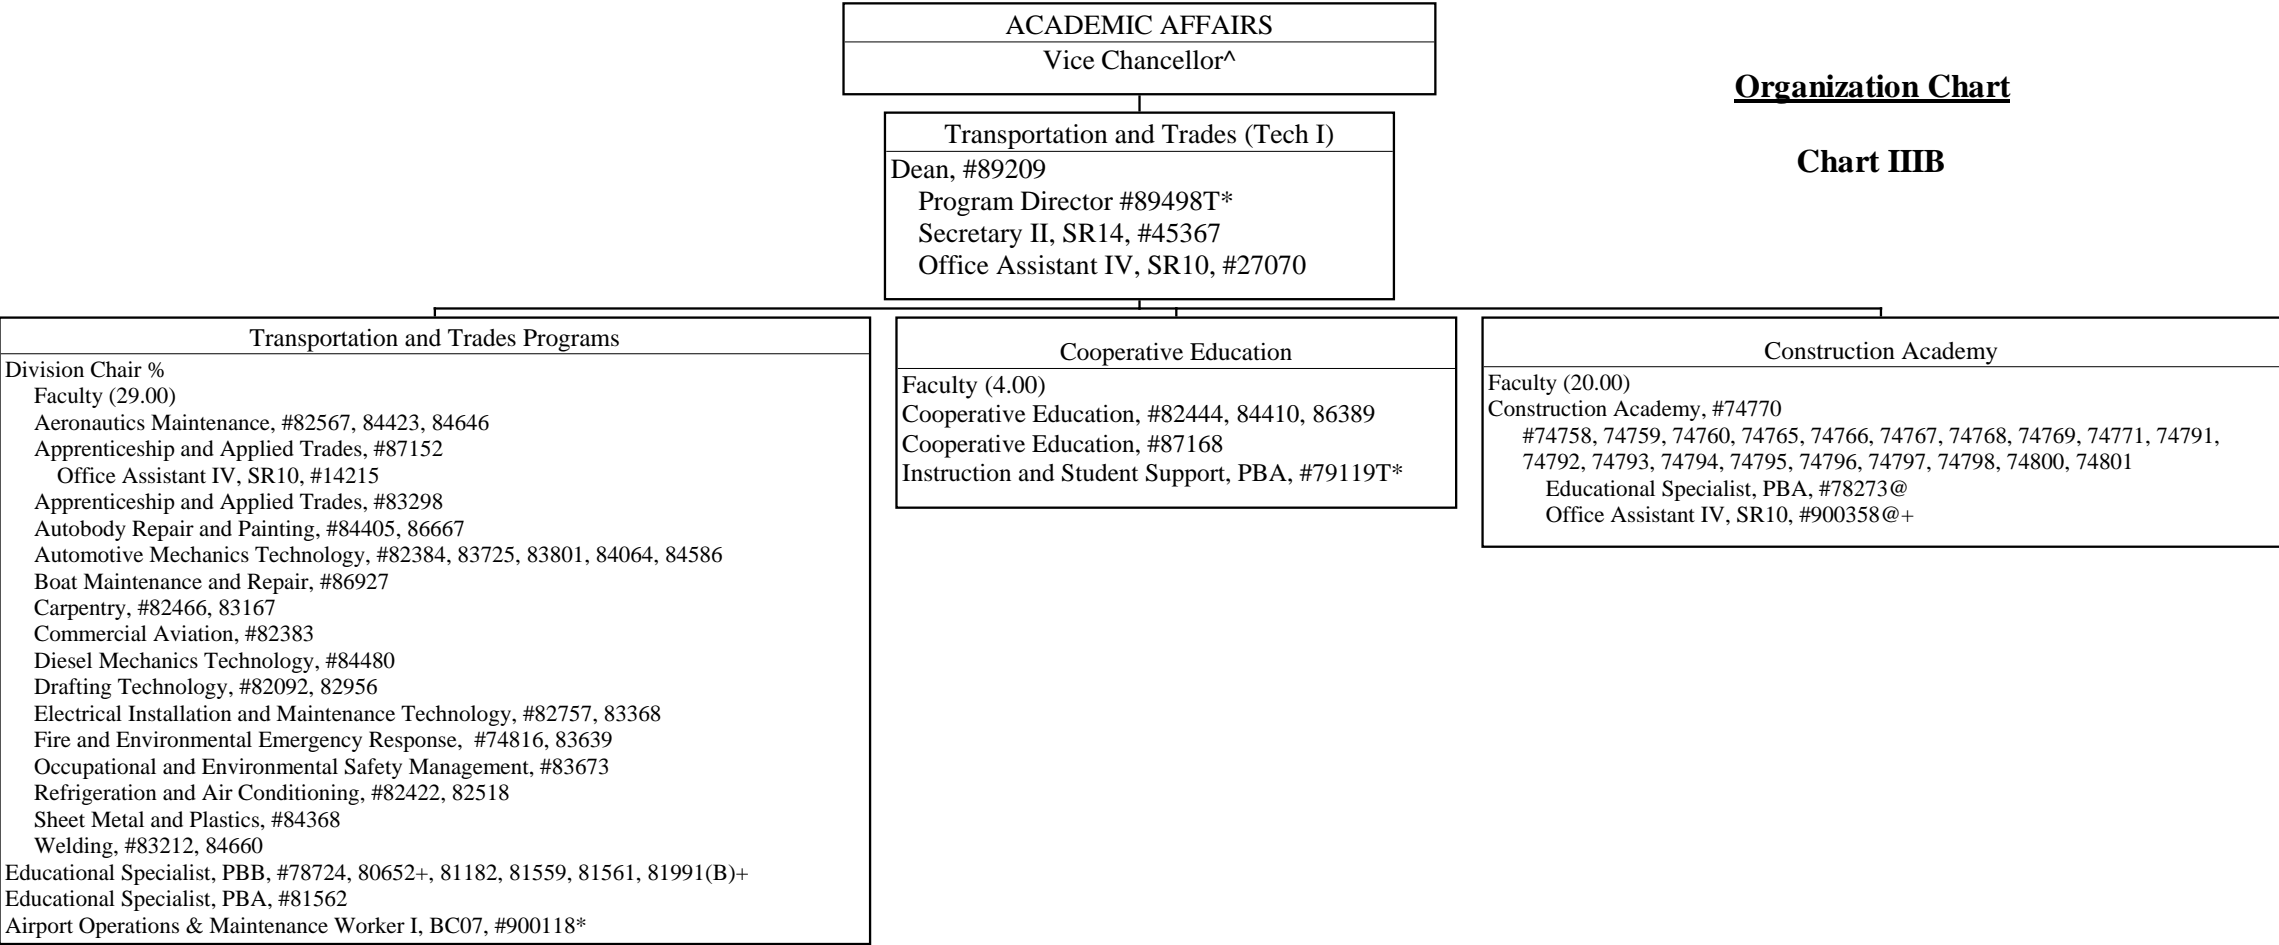 ACADEMIC AFFAIRS
Vice Chancellor^
Organization Chart
Chart IIIB
Transportation and Trades (Tech I)
Dean, #89209
Program Director #89498T*
Secretary II, SR14, #45367
Office Assistant IV, SR10, #27070
Transportation and Trades Programs
Division Chair %
Faculty (29.00)
Aeronautics Maintenance, #82567, 84423, 84646
Apprenticeship and Applied Trades, #87152
Office Assistant IV, SR10, #14215
Apprenticeship and Applied Trades, #83298
Autobody Repair and Painting, #84405, 86667
Automotive Mechanics Technology, #82384, 83725, 83801, 84064, 84586
Boat Maintenance and Repair, #86927
Carpentry, #82466, 83167
Commercial Aviation, #82383
Diesel Mechanics Technology, #84480
Drafting Technology, #82092, 82956
Electrical Installation and Maintenance Technology, #82757, 83368
Fire and Environmental Emergency Response, #74816, 83639
Occupational and Environmental Safety Management, #83673
Refrigeration and Air Conditioning, #82422, 82518
Sheet Metal and Plastics, #84368
Welding, #83212, 84660
Educational Specialist, PBB, #78724, 80652+, 81182, 81559, 81561, 81991(B)+
Educational Specialist, PBA, #81562
Airport Operations & Maintenance Worker I, BC07, #900118*
Cooperative Education
Faculty (4.00)
Cooperative Education, #82444, 84410, 86389
Cooperative Education, #87168
Instruction and Student Support, PBA, #79119T*
Construction Academy
Faculty (20.00)
Construction Academy, #74770
#74758, 74759, 74760, 74765, 74766, 74767, 74768, 74769, 74771, 74791,
74792, 74793, 74794, 74795, 74796, 74797, 74798, 74800, 74801
Educational Specialist, PBA, #78273@
Office Assistant IV, SR10, #900358@+